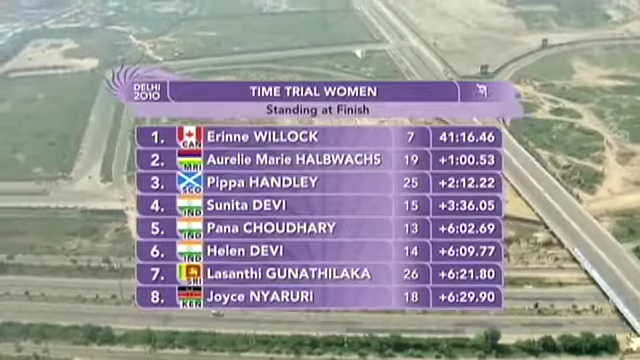 DELHI 2010
TIME TRIAL WOMEN
Standing at Finish
1. CAN Erinne WILLOCK 7 41:16.46
2. MRI Aurelie Marie HALBWACHS 19 +1:00.53
3. SCO Pippa HANDLEY 25 +2:12.22
4. IND Sunita DEVI 15 +3:36.05
5. IND Pana CHOUDHARY 13 +6:02.69
6. IND Helen DEVI 14 +6:09.77
7. SRI Lasanthi GUNATHILAKA 26 +6:21.80
8. KEN Joyce NYARURI 18 +6:29.90